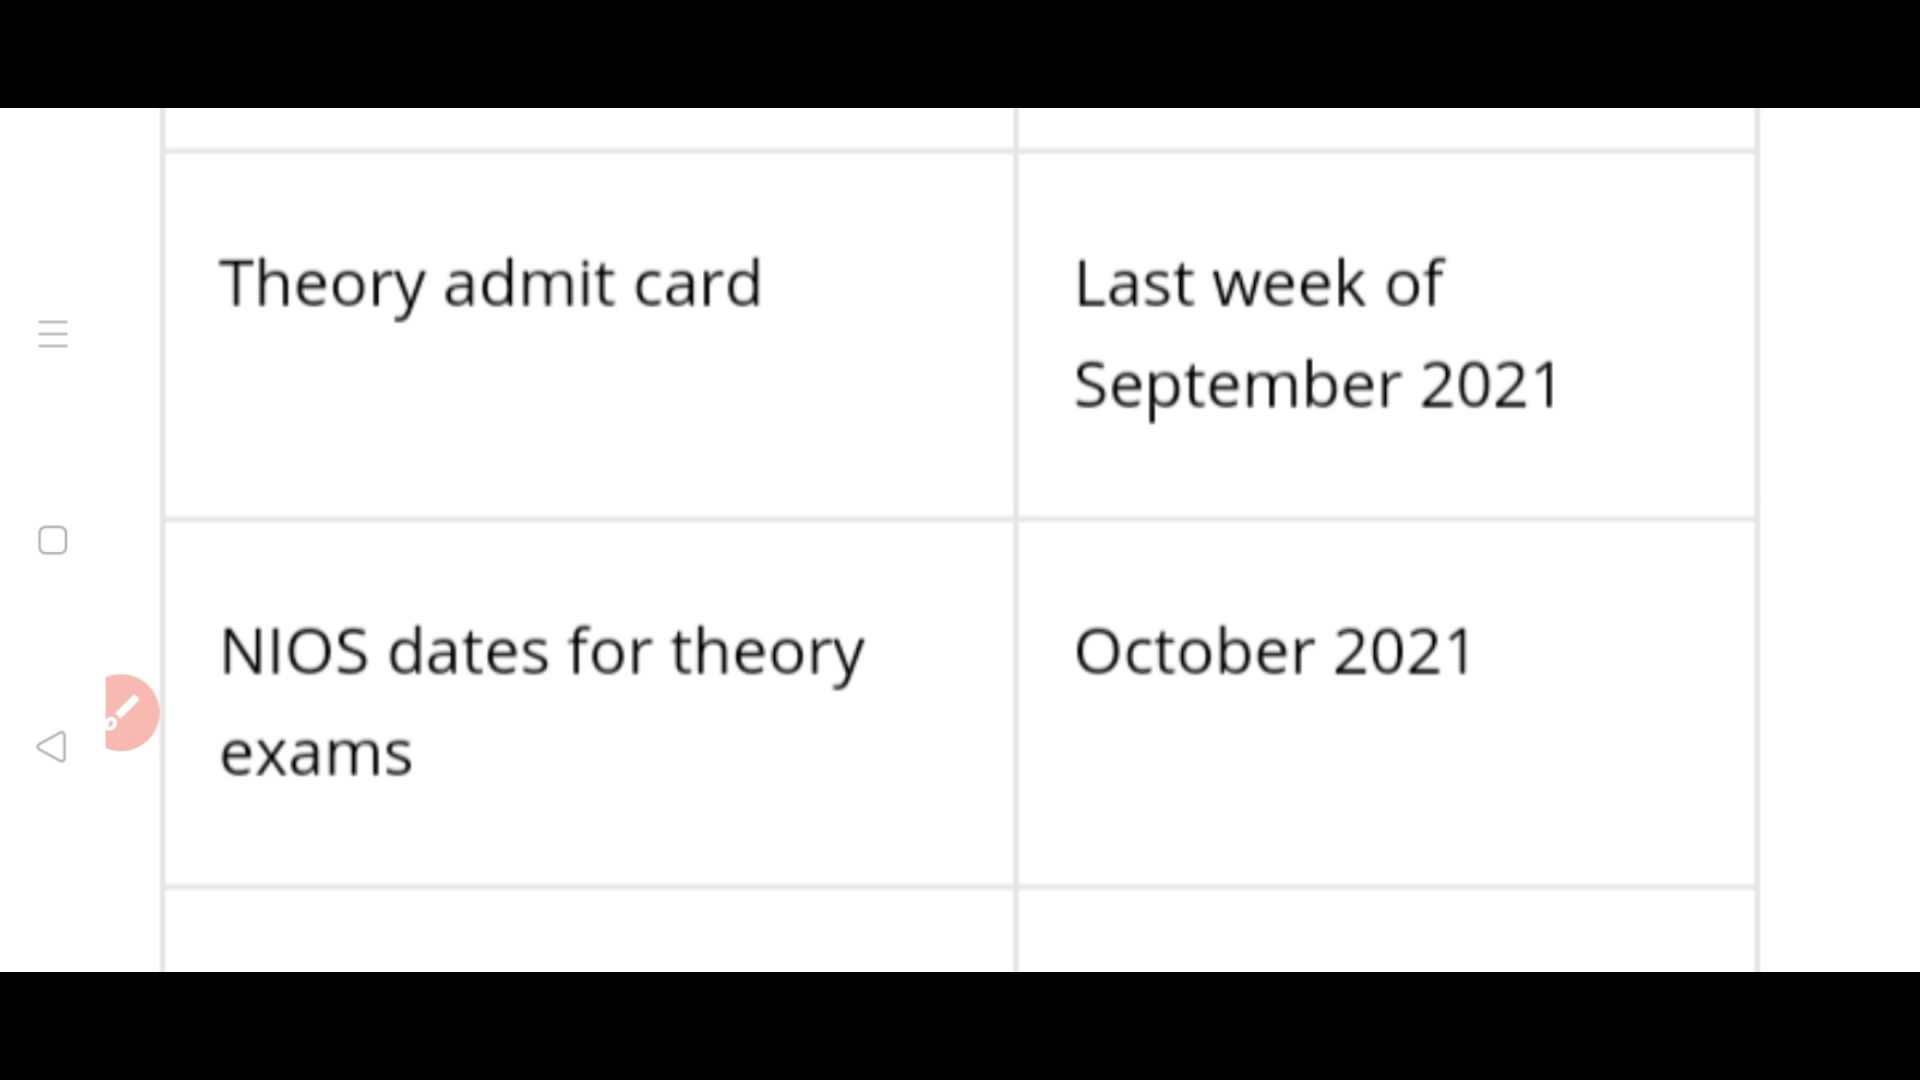 Theory admit card
Last week of
September 2021
NIOS dates for theory
exams
October 2021